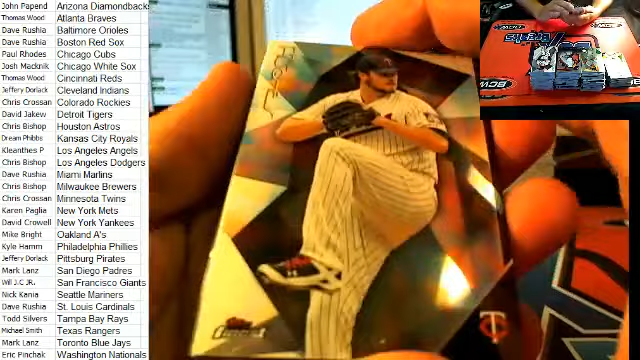 John Papend Arizona Diamondbacks
Thomas Wood Atlanta Braves
Dave Rushia Baltimore Orioles
Dave Rushia Boston Red Sox
Paul Rhodes Chicago Cubs
Josh Macknik Chicago White Sox
Thomas Wood Cincinnati Reds
Jeffery Dorlack Cleveland Indians
Chris Crossan Colorado Rockies
David Jakew Detroit Tigers
Chris Bishop Houston Astros
Dream Phibbs Kansas City Royals
Kleanthes P Los Angeles Angels
Chris Bishop Los Angeles Dodgers
Dave Rushia Miami Marlins
Chris Bishop Milwaukee Brewers
Chris Crossan Minnesota Twins
Karen Paglia New York Mets
David Crowell New York Yankees
Mike Bright Oakland A's
Kyle Hamm Philadelphia Phillies
Jeffery Dorlack Pittsburg Pirates
Mark Lanz San Diego Padres
Will J.C JR. San Francisco Giants
Nick Kania Seattle Mariners
Dave Rushia St. Louis Cardinals
Todd Silvers Tampa Bay Rays
Michael Smith Texas Rangers
Mark Lanz Toronto Blue Jays
Eric Pinchak Washington Nationals
Topps
Finest